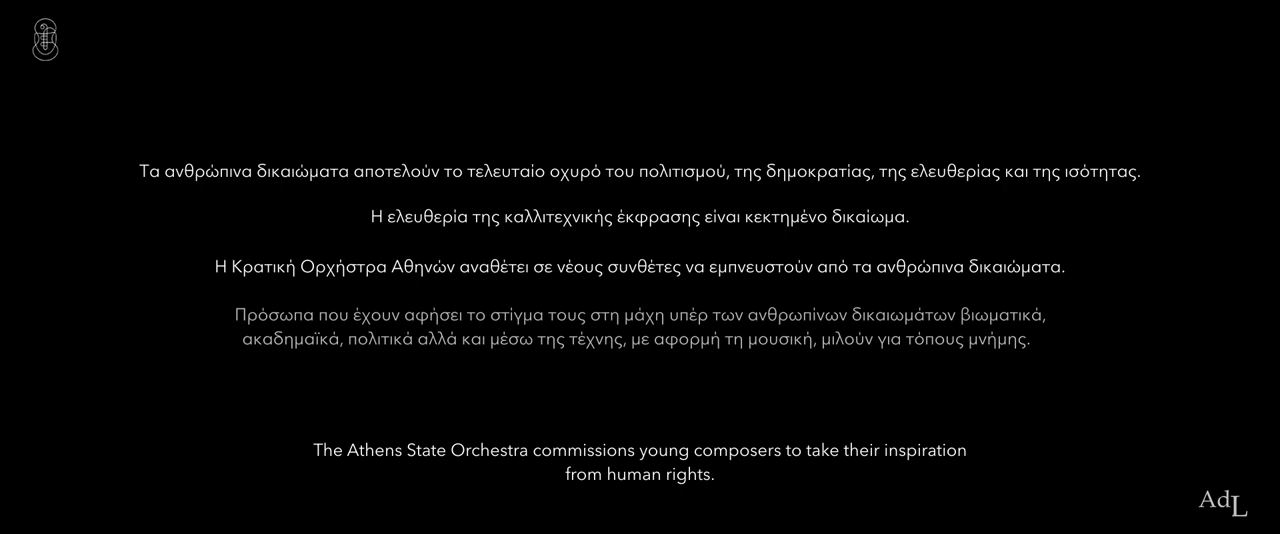 Τα ανθρώπινα δικαιώματα αποτελούν το τελευταίο οχυρό του πολιτισμού, της δημοκρατίας, της ελευθερίας και της ισότητας.
Η ελευθερία της καλλιτεχνικής έκφρασης είναι κεκτημένο δικαίωμα.
Η Κρατική Ορχήστρα Αθηνών αναθέτει σε νέους συνθέτες να εμπνευστούν από τα ανθρώπινα δικαιώματα.
Πρόσωπα που έχουν αφήσει το στίγμα τους στη μάχη υπέρ των ανθρωπίνων δικαιωμάτων βιωματικά,
ακαδημαϊκά, πολιτικά αλλά και μέσω της τέχνης, με αφορμή τη μουσική, μιλούν για τόπους μνήμης.
The Athens State Orchestra commissions young composers to take their inspiration
from human rights.
AdL